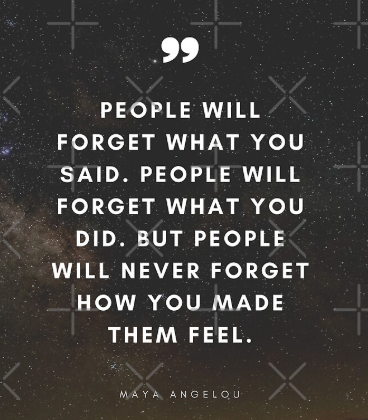 ”
PEOPLE WILL
FORGET WHAT YOU
SAID. PEOPLE WILL
FORGET WHAT YOU
DID. BUT PEOPLE
WILL NEVER FORGET
HOW YOU MADE
THEM FEEL.
MAYA ANGELOU